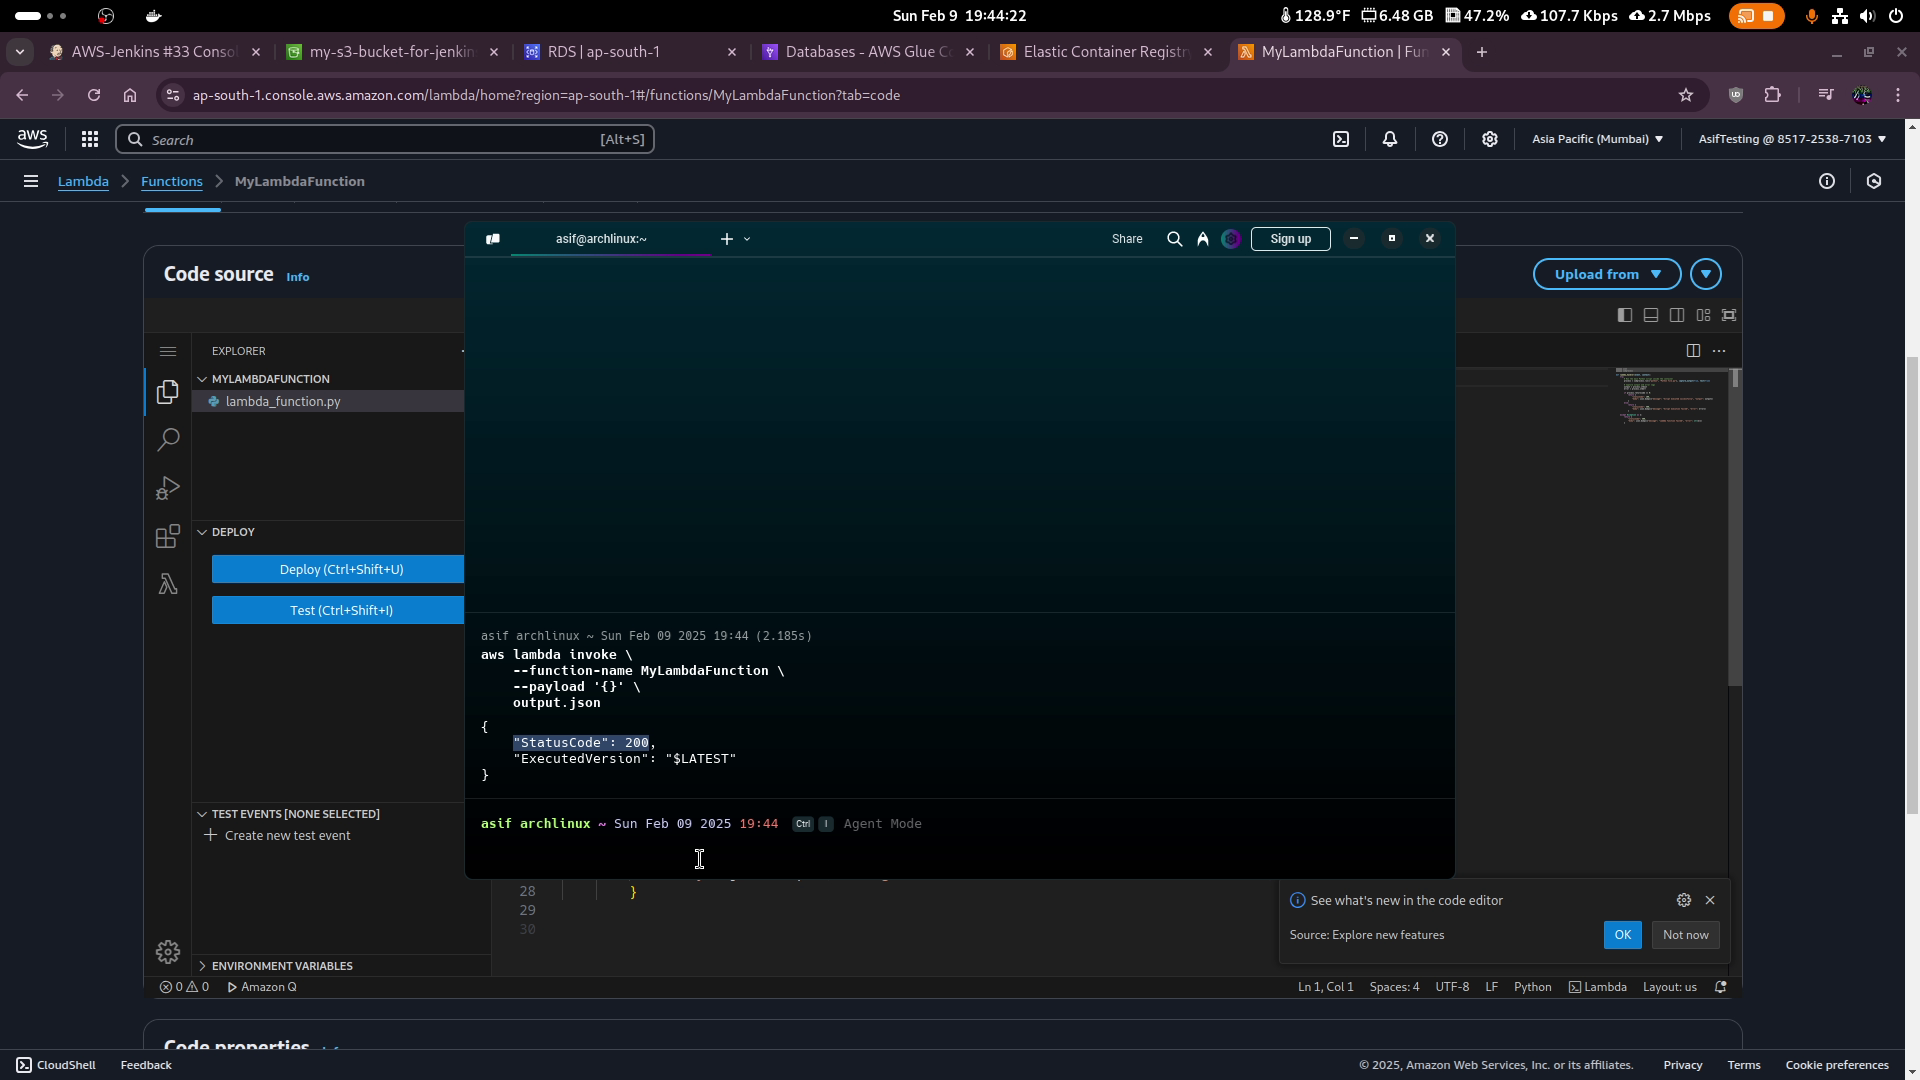 Sun Feb 9 19:44:22
128.9°F 6.48 GB 47.2% 107.7 Kbps 2.7 Mbps
AWS-Jenkins #33 Conso
my-s3-bucket-for-jenkin
RDS | ap-south-1
Databases - AWS Glue Co
Elastic Container Registr
MyLambdaFunction | Fun
ap-south-1.console.aws.amazon.com/lambda/home?region=ap-south-1#/functions/MyLambdaFunction?tab=code
aws
Search [Alt+S]
Asia Pacific (Mumbai)
AsifTesting @ 8517-2538-7103
Lambda
Functions
MyLambdaFunction
Code source Info
Upload from
asif@archlinux:~
Share
Sign up
EXPLORER
MYLAMBDAFUNCTION
lambda_function.py
DEPLOY
Deploy (Ctrl+Shift+U)
Test (Ctrl+Shift+I)
asif archlinux ~ Sun Feb 09 2025 19:44 (2.185s)
aws lambda invoke \
--function-name MyLambdaFunction \
--payload '{}' \
output.json
{
"StatusCode": 200,
"ExecutedVersion": "$LATEST"
}
asif archlinux ~ Sun Feb 09 2025 19:44 Ctrl I Agent Mode
TEST EVENTS [NONE SELECTED]
Create new test event
28 }
29
30
See what's new in the code editor
Source: Explore new features
OK
Not now
ENVIRONMENT VARIABLES
0 0 Amazon Q
Ln 1, Col 1 Spaces: 4 UTF-8 LF Python Lambda Layout: us
Code properties
CloudShell Feedback
© 2025, Amazon Web Services, Inc. or its affiliates. Privacy Terms Cookie preferences